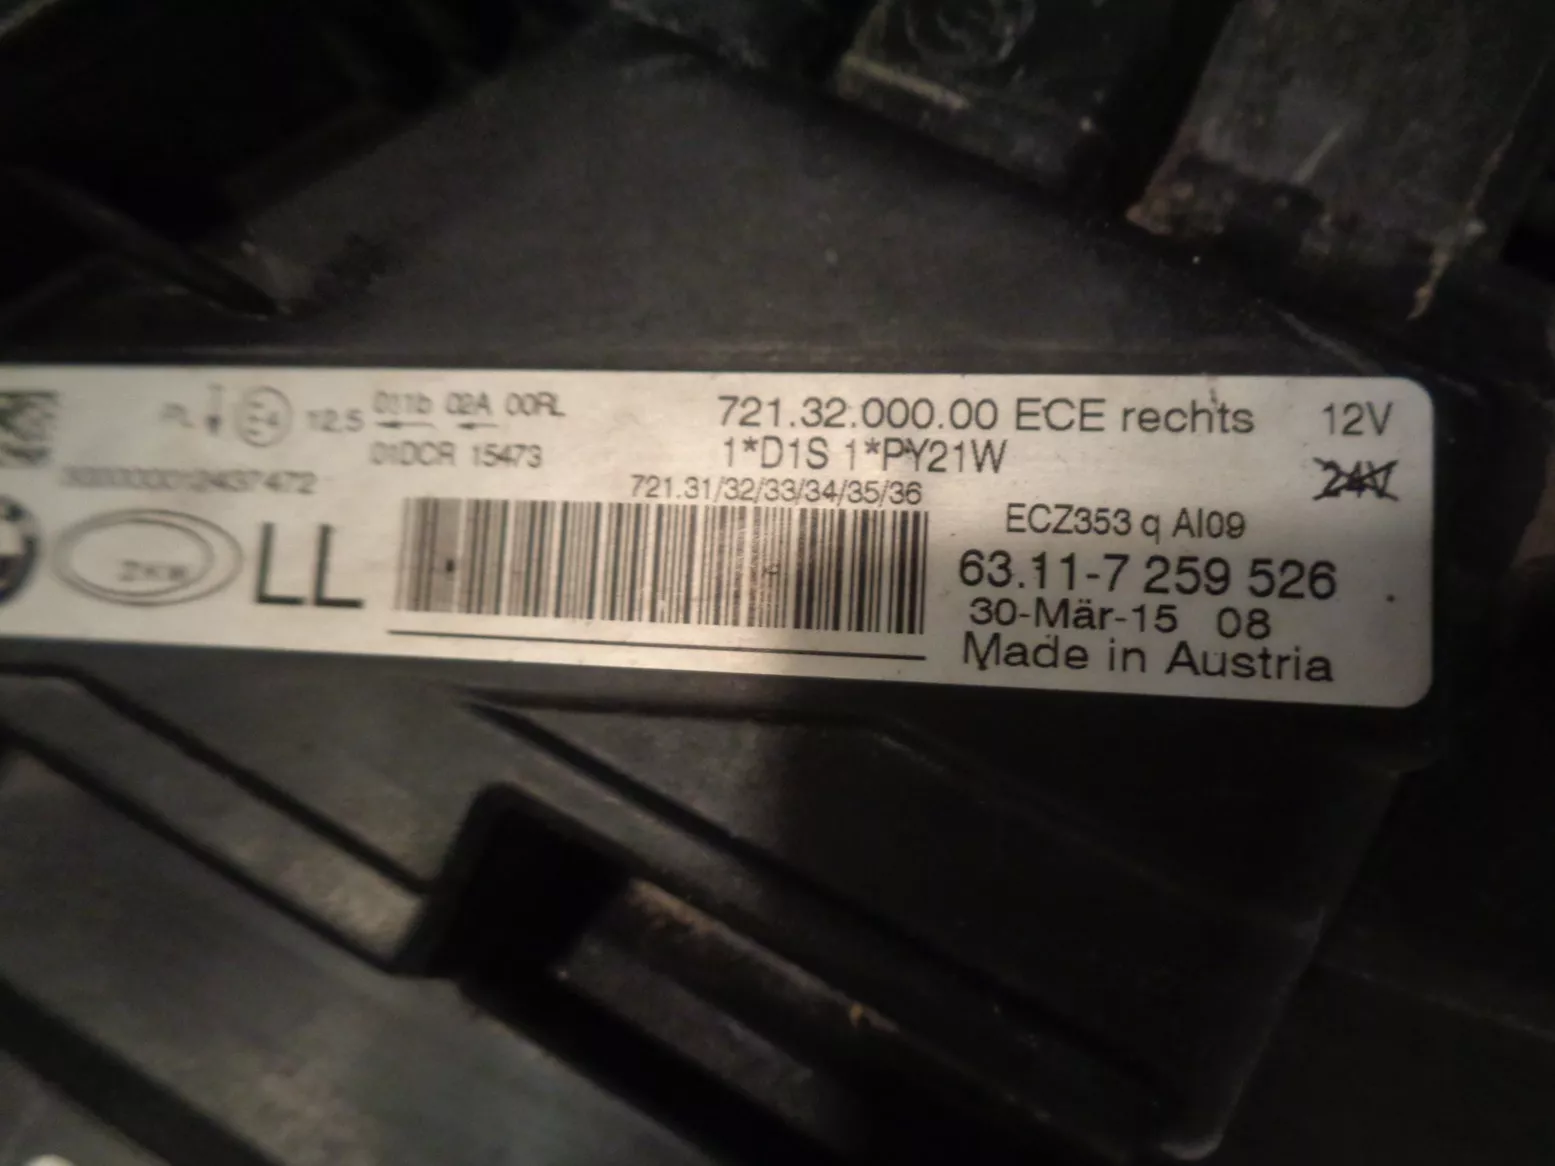 12,5 011b 02A 00RL
01DCR 15473
721.32.000.00 ECE rechts 12V
1*D1S 1*PY21W 24V
721.31/32/33/34/35/36
ZKW LL
ECZ353 q AI09
63.11-7 259 526
30-Mär-15 08
Made in Austria